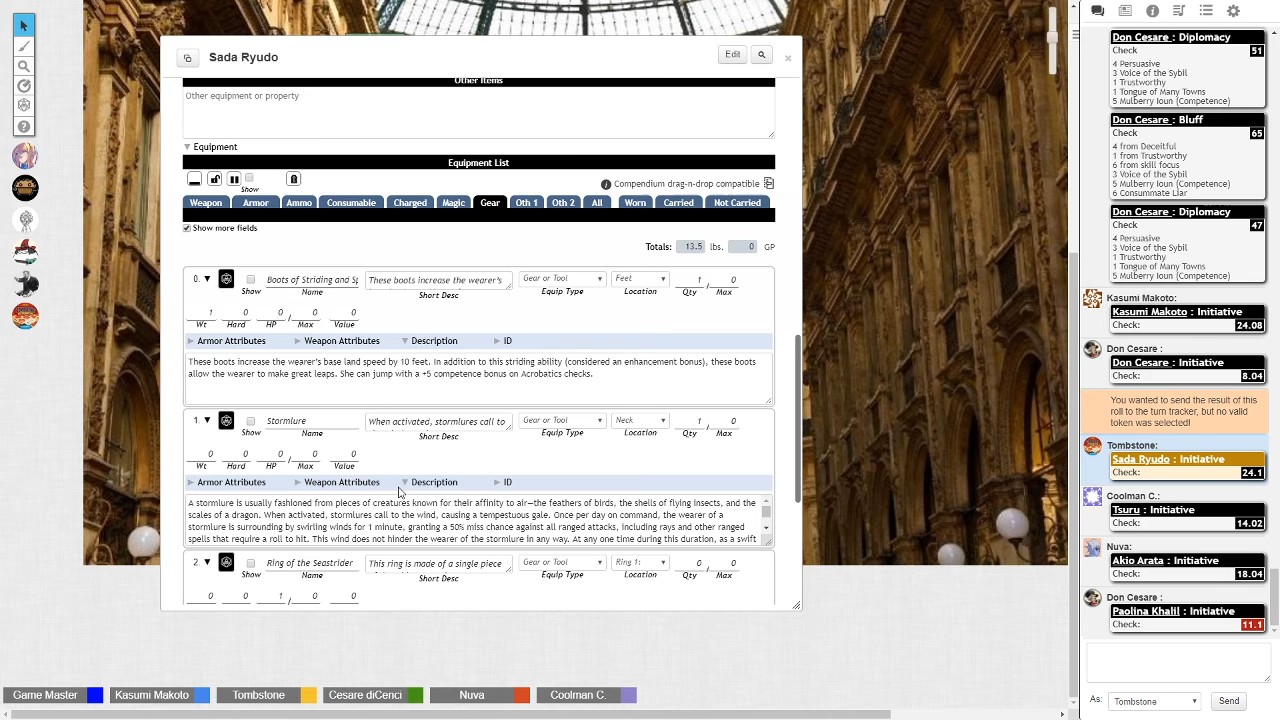 Sada Ryudo
Edit
Other Items
Other equipment or property
Equipment
Equipment List
Show
Compendium drag-n-drop compatible
Weapon Armor Ammo Consumable Charged Magic Gear Oth 1 Oth 2 All Worn Carried Not Carried
Show more fields
Totals: 13.5 lbs. 0 GP
0. Show Boots of Striding and Sp These boots increase the wearer's Gear or Tool Feet 1 / 0
Name Short Desc Equip Type Location Qty Max
1 0 0 / 0 0
Wt Hard HP Max Value
Armor Attributes Weapon Attributes Description ID
These boots increase the wearer's base land speed by 10 feet. In addition to this striding ability (considered an enhancement bonus), these boots
allow the wearer to make great leaps. She can jump with a +5 competence bonus on Acrobatics checks.
1. Show Stormlure When activated, stormlures call to Gear or Tool Neck 1 / 0
Name Short Desc Equip Type Location Qty Max
0 0 0 / 0 0
Wt Hard HP Max Value
Armor Attributes Weapon Attributes Description ID
A stormlure is usually fashioned from pieces of creatures known for their affinity to air—the feathers of birds, the shells of flying insects, and the
scales of a dragon. When activated, stormlures call to the wind, causing a tempestuous gale. Once per day on command, the wearer of a
stormlure is surrounding by swirling winds for 1 minute, granting a 50% miss chance against all ranged attacks, including rays and other ranged
spells that require a roll to hit. This wind does not hinder the wearer of the stormlure in any way. At any one time during this duration, as a swift
2. Show Ring of the Seastrider This ring is made of a single piece Gear or Tool Ring 1: 0 / 0
Name Short Desc Equip Type Location Qty Max
0 0 1 / 0 0
Game Master
Kasumi Makoto
Tombstone
Cesare diCenci
Nuva
Coolman C.
Don Cesare : Diplomacy
Check 51
4 Persuasive
3 Voice of the Sybil
1 Trustworthy
1 Tongue of Many Towns
5 Mulberry Ioun (Competence)
Don Cesare : Bluff
Check 65
4 from Deceitful
1 from Trustworthy
6 from skill focus
3 Voice of the Sybil
5 Mulberry Ioun (Competence)
6 Consummate Liar
Don Cesare : Diplomacy
Check 47
4 Persuasive
3 Voice of the Sybil
1 Trustworthy
1 Tongue of Many Towns
5 Mulberry Ioun (Competence)
Kasumi Makoto:
Kasumi Makoto : Initiative
Check: 24.08
Don Cesare :
Don Cesare : Initiative
Check: 8.04
You wanted to send the result of this
roll to the turn tracker, but no valid
token was selected!
Tombstone:
Sada Ryudo : Initiative
Check: 24.1
Coolman C.:
Tsuru : Initiative
Check: 14.02
Nuva:
Akio Arata : Initiative
Check: 18.04
Don Cesare :
Paolina Khalil : Initiative
Check: 11.1
As: Tombstone Send